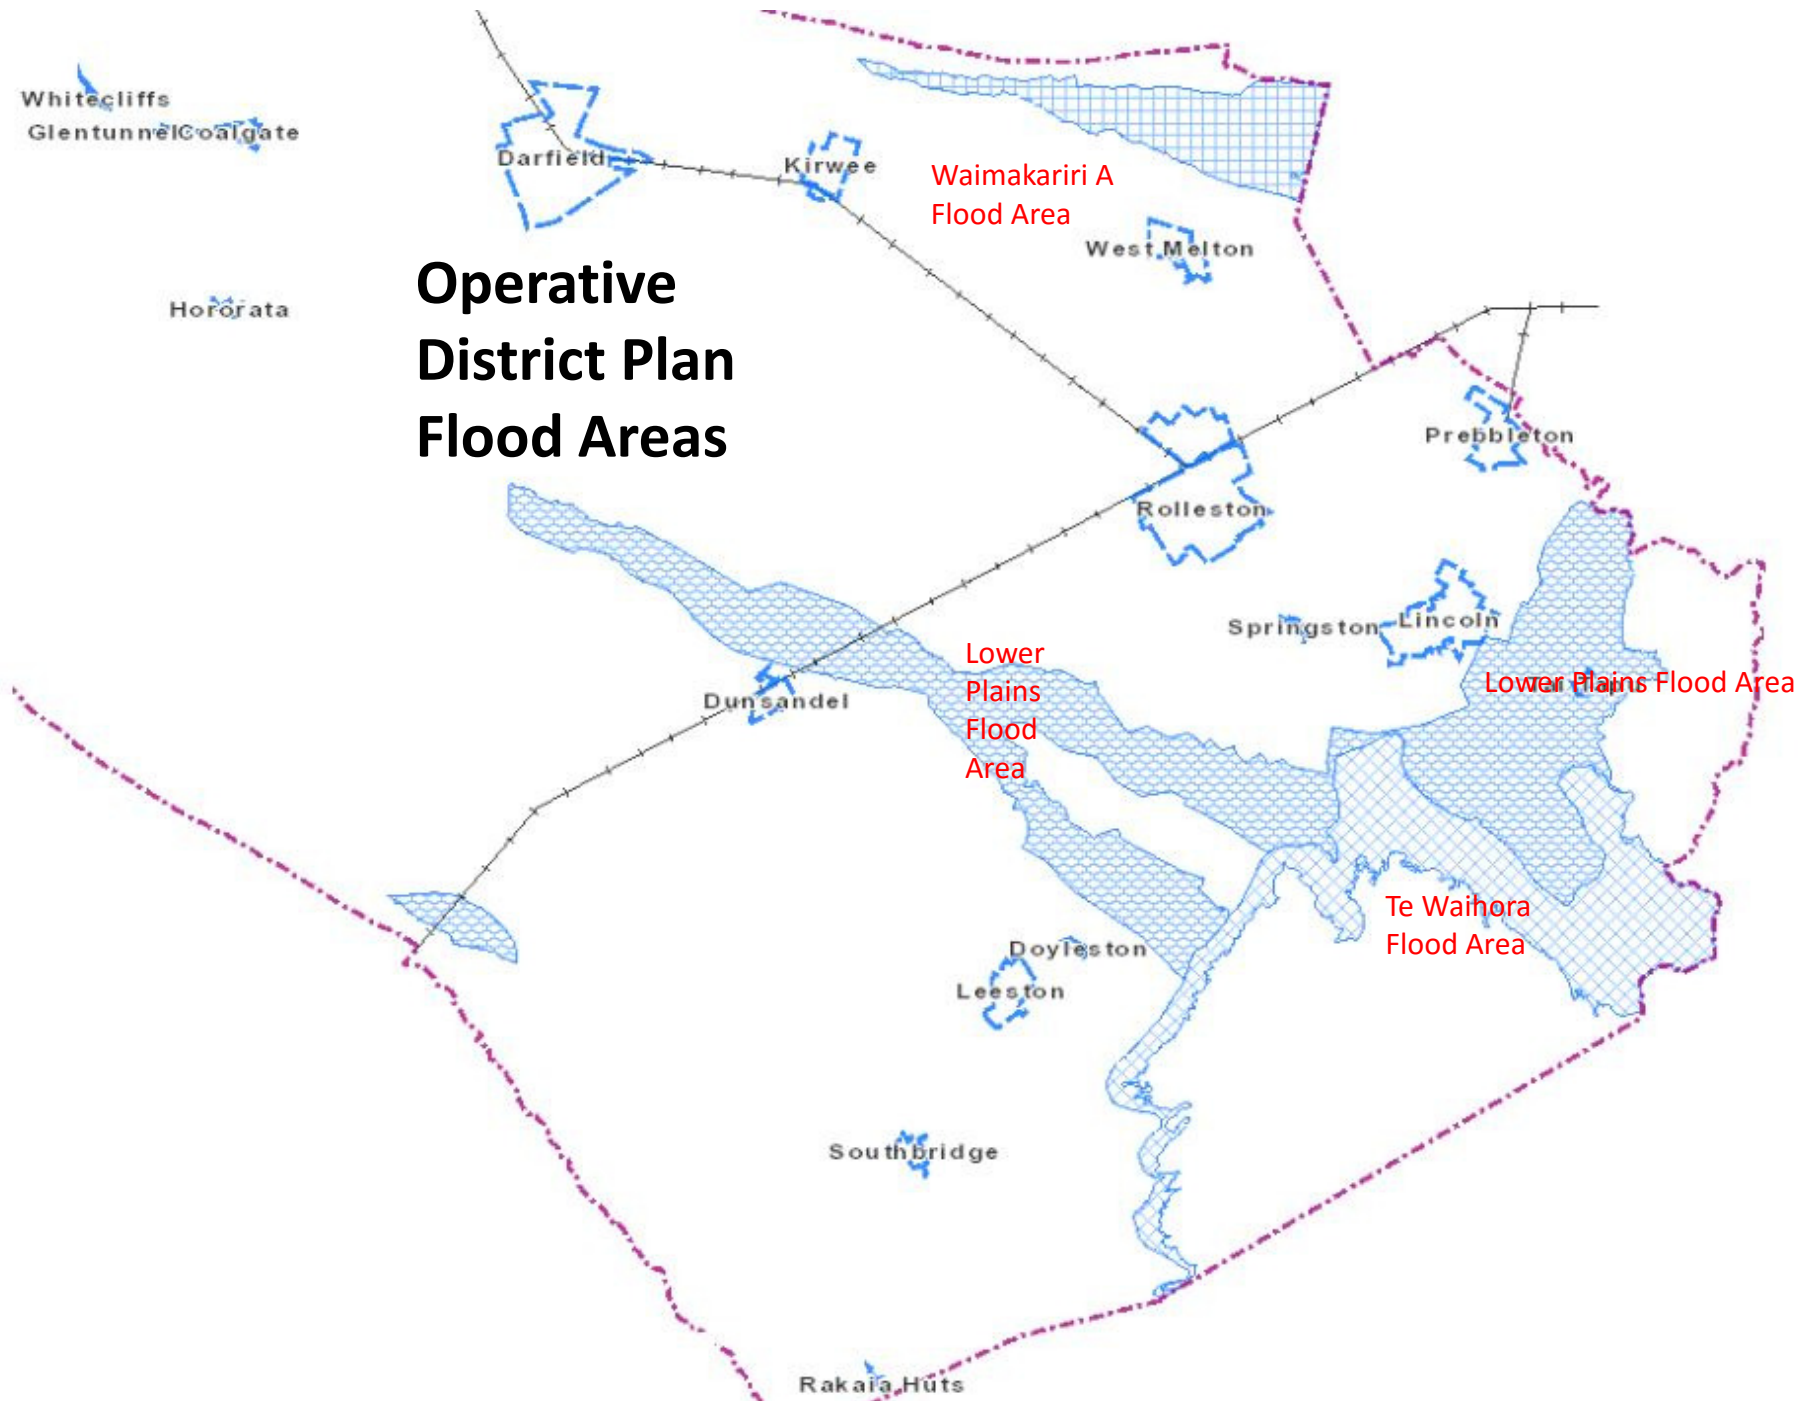 Whitecliffs
Glentunnel
Coalgate
Darfield
Kirwee
Waimakariri A
Flood Area
West Melton
Hororata
Operative
District Plan
Flood Areas
Prebbleton
Rolleston
Springston
Lincoln
Lower
Plains
Flood
Area
Lower Plains Flood Area
Dunsandel
Te Waihora
Flood Area
Doyleston
Leeston
Southbridge
Rakaia Huts